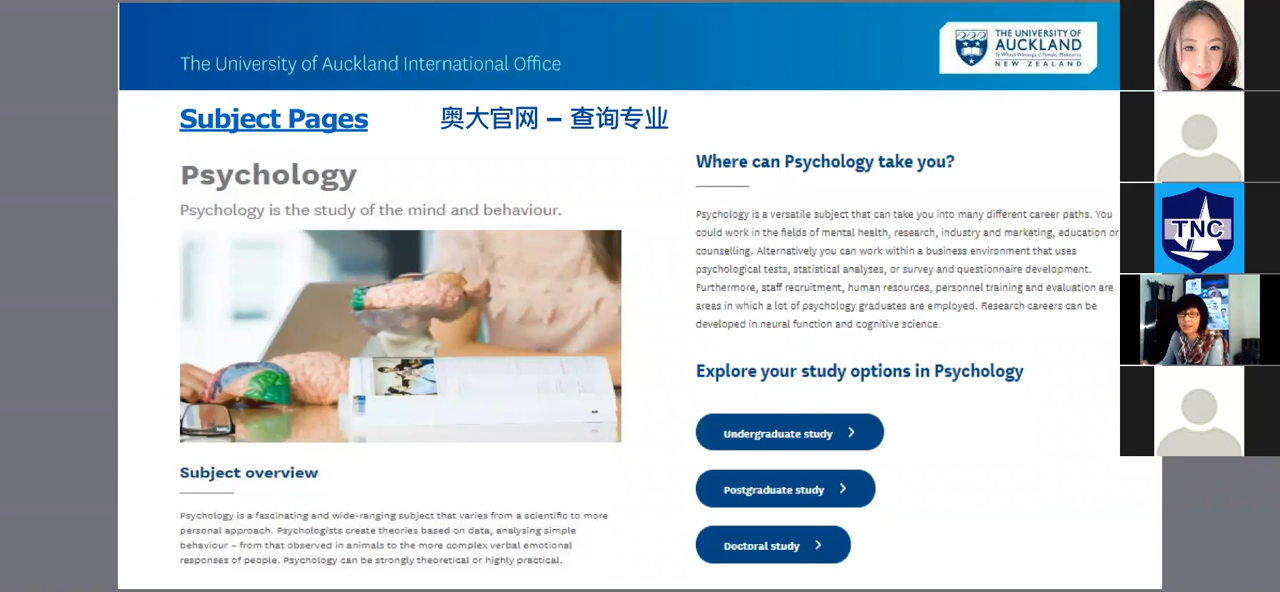 The University of Auckland International Office
THE UNIVERSITY OF
AUCKLAND
Te Whare Wānanga o Tāmaki Makaurau
NEW ZEALAND
Subject Pages
奥大官网 – 查询专业
Psychology
Psychology is the study of the mind and behaviour.
Subject overview
Psychology is a fascinating and wide-ranging subject that varies from a scientific to more
personal approach. Psychologists create theories based on data, analysing simple
behaviour – from that observed in animals to the more complex verbal emotional
responses of people. Psychology can be strongly theoretical or highly practical.
Where can Psychology take you?
Psychology is a versatile subject that can take you into many different career paths. You
could work in the fields of mental health, research, industry and marketing, education or
counselling. Alternatively you can work within a business environment that uses
psychological tests, statistical analyses, or survey and questionnaire development.
Furthermore, staff recruitment, human resources, personnel training and evaluation are
areas in which a lot of psychology graduates are employed. Research careers can be
developed in neural function and cognitive science.
Explore your study options in Psychology
Undergraduate study
Postgraduate study
Doctoral study
TNC